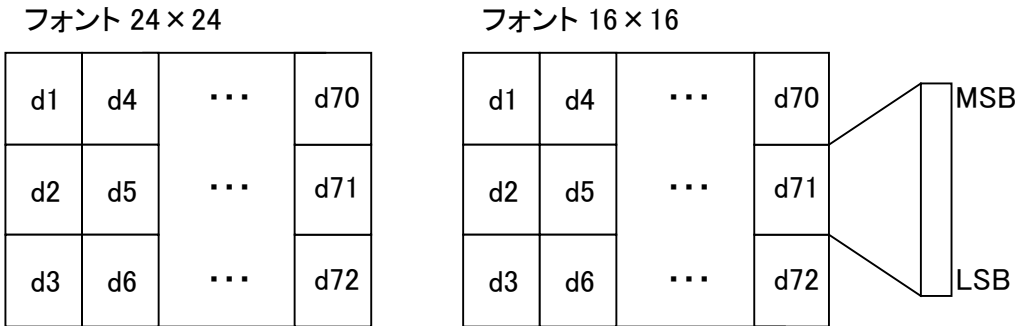 フォント 24×24
d1 d4 ・・・ d70
d2 d5 ・・・ d71
d3 d6 ・・・ d72
フォント 16×16
d1 d4 ・・・ d70 MSB
d2 d5 ・・・ d71
d3 d6 ・・・ d72 LSB